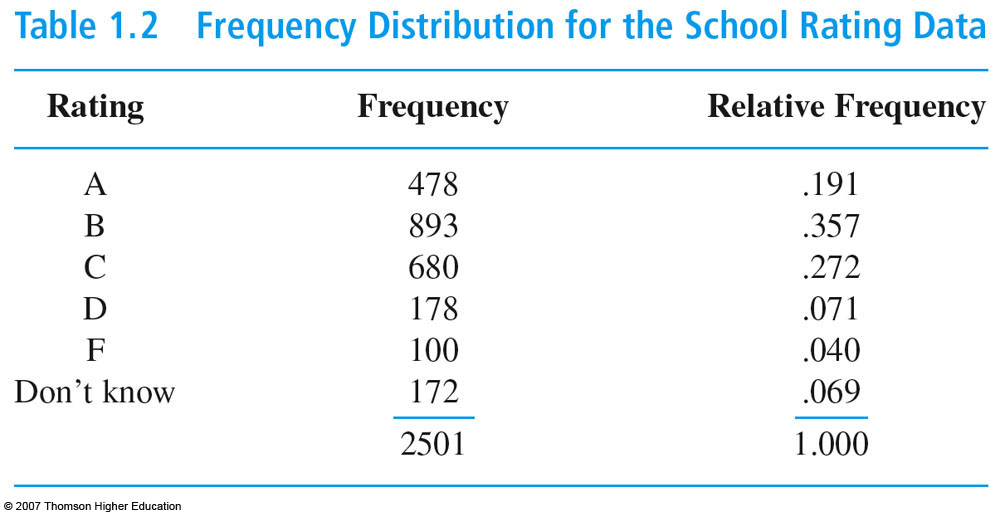 Table 1.2 Frequency Distribution for the School Rating Data
Rating Frequency Relative Frequency
A 478 .191
B 893 .357
C 680 .272
D 178 .071
F 100 .040
Don’t know 172 .069
2501 1.000
© 2007 Thomson Higher Education